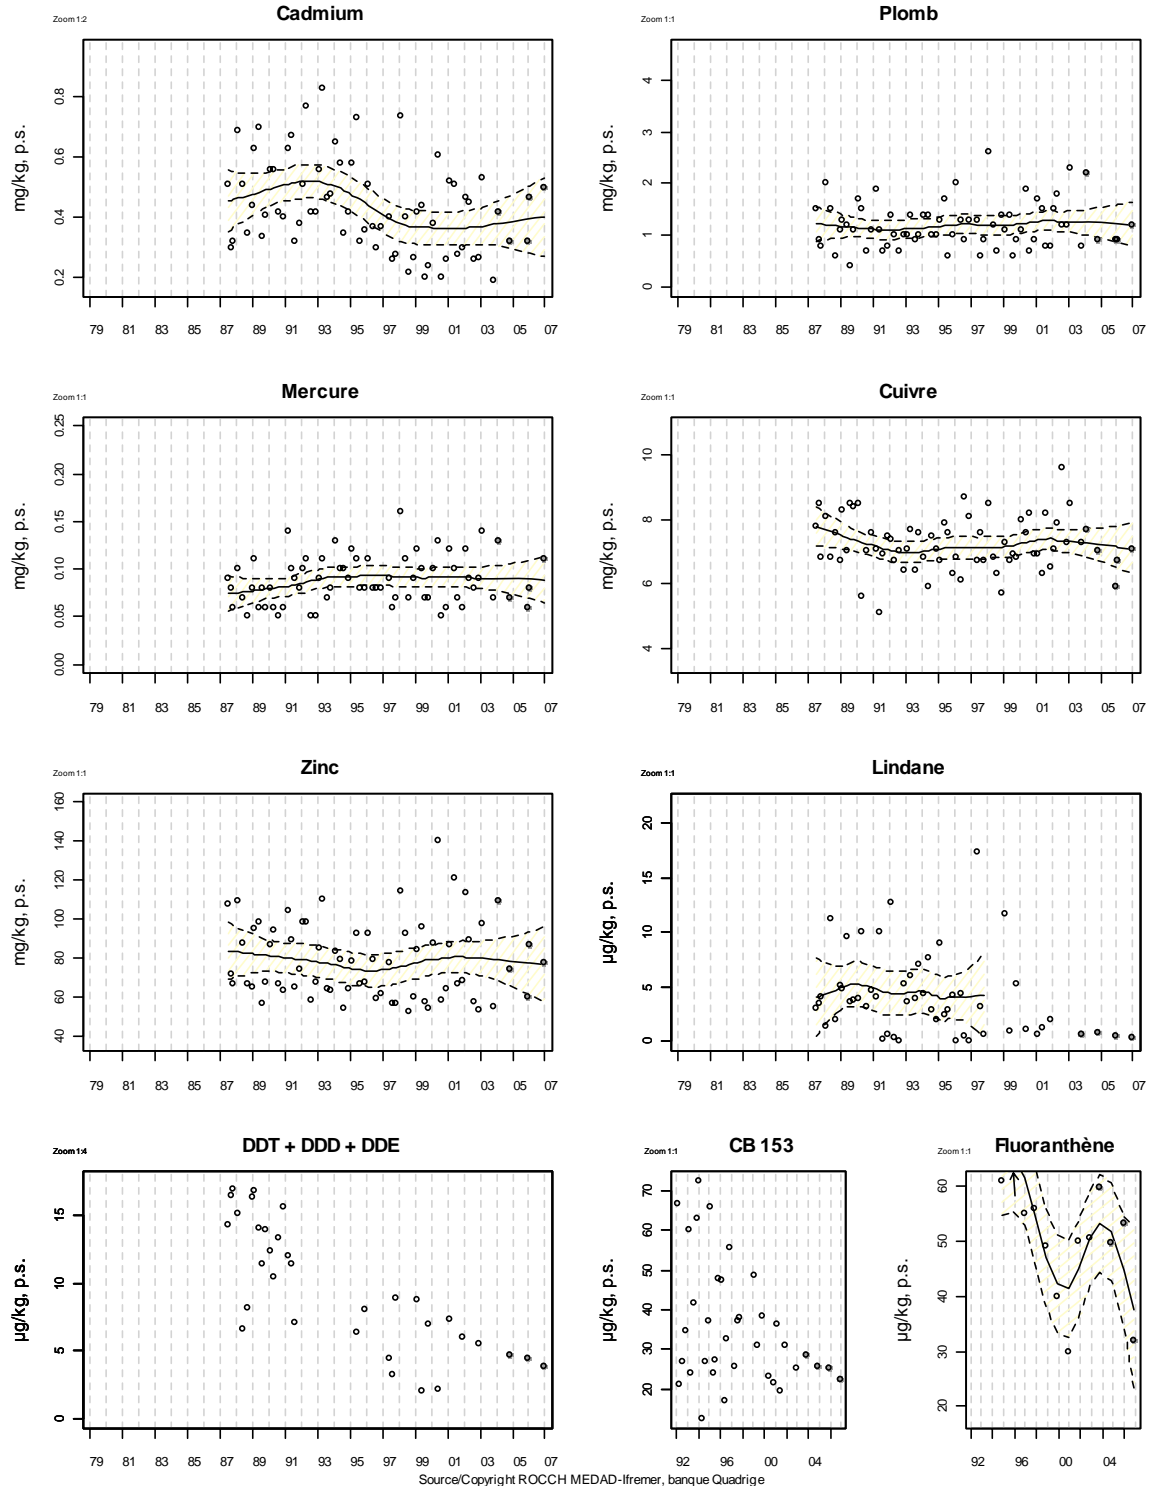 Cadmium
Zoom 1:2
mg/kg, p.s.
0.8
0.6
0.4
0.2
79 81 83 85 87 89 91 93 95 97 99 01 03 05 07
Plomb
Zoom 1:1
mg/kg, p.s.
4
3
2
1
0
79 81 83 85 87 89 91 93 95 97 99 01 03 05 07
Mercure
Zoom 1:1
mg/kg, p.s.
0.25
0.20
0.15
0.10
0.05
0.00
79 81 83 85 87 89 91 93 95 97 99 01 03 05 07
Cuivre
Zoom 1:1
mg/kg, p.s.
10
8
6
4
79 81 83 85 87 89 91 93 95 97 99 01 03 05 07
Zinc
Zoom 1:1
mg/kg, p.s.
160
140
120
100
80
60
40
79 81 83 85 87 89 91 93 95 97 99 01 03 05 07
Lindane
Zoom 1:1
µg/kg, p.s.
20
15
10
5
0
79 81 83 85 87 89 91 93 95 97 99 01 03 05 07
DDT + DDD + DDE
Zoom 1:4
µg/kg, p.s.
15
10
5
0
79 81 83 85 87 89 91 93 95 97 99 01 03 05 07
CB 153
Zoom 1:1
µg/kg, p.s.
70
60
50
40
30
20
92 96 00 04
Fluoranthène
Zoom 1:1
µg/kg, p.s.
60
50
40
30
20
92 96 00 04
Source/Copyright ROCCH MEDAD-Ifremer, banque Quadrige